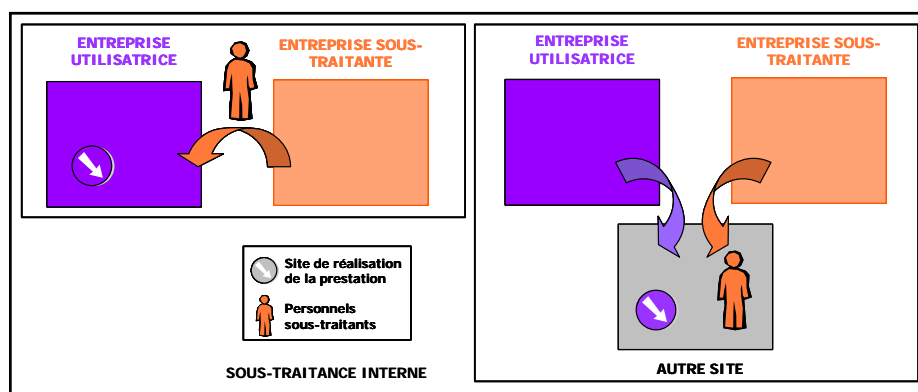 ENTREPRISE
UTILISATRICE
ENTREPRISE SOUS-
TRAITANTE
Site de réalisation
de la prestation
Personnels
sous-traitants
SOUS-TRAITANCE INTERNE
ENTREPRISE
UTILISATRICE
ENTREPRISE SOUS-
TRAITANTE
AUTRE SITE